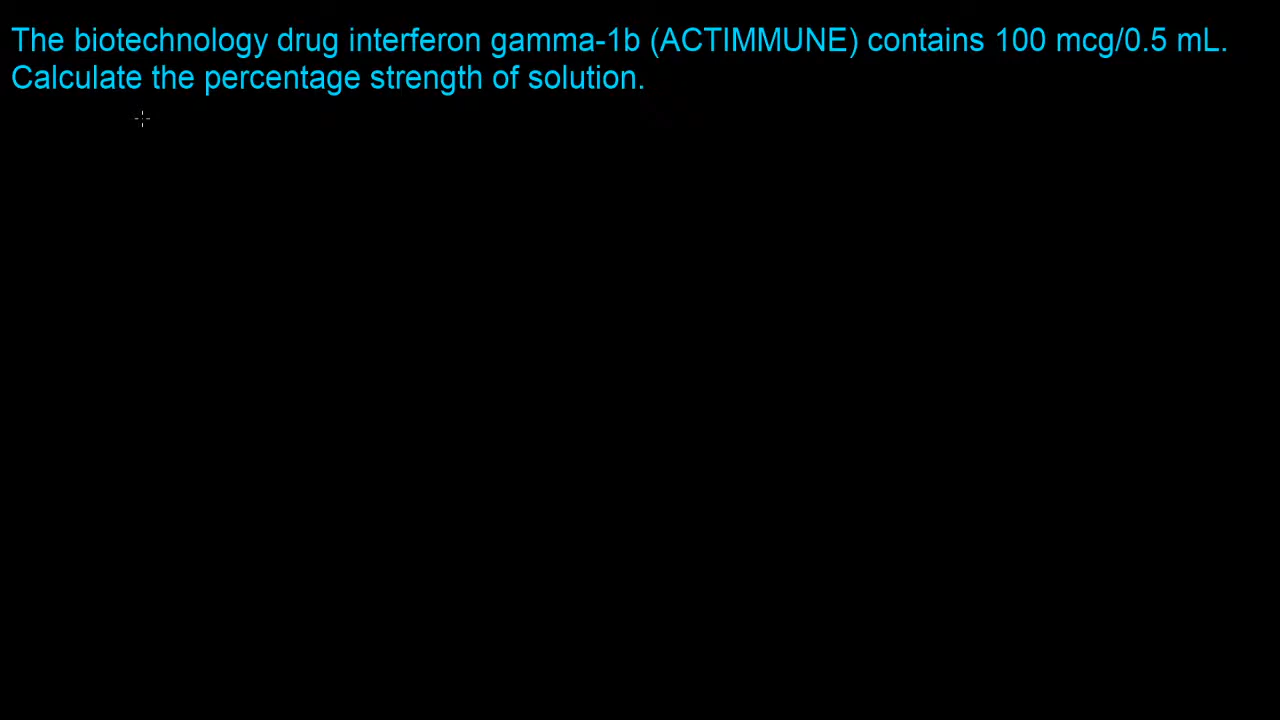 The biotechnology drug interferon gamma-1b (ACTIMMUNE) contains 100 mcg/0.5 mL.
Calculate the percentage strength of solution.